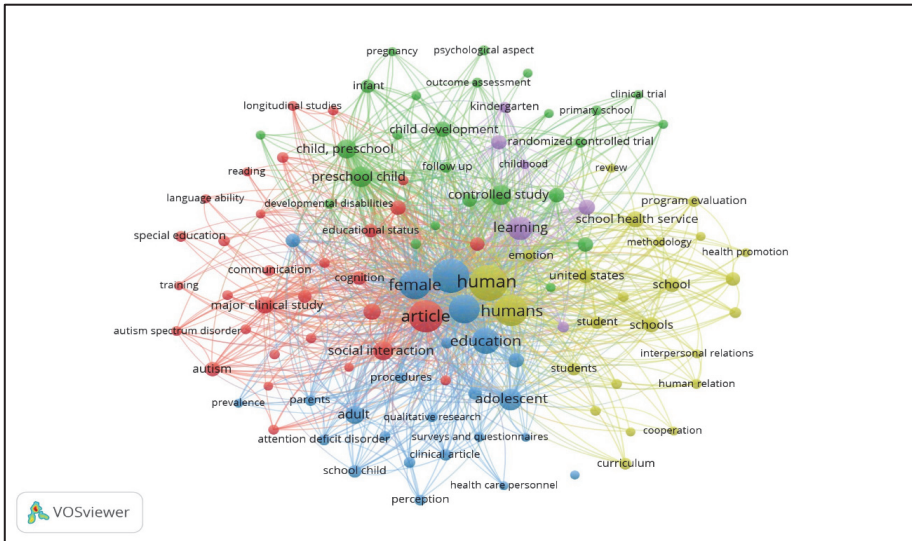 pregnancy
psychological aspect
infant
outcome assessment
clinical trial
longitudinal studies
kindergarten
primary school
child development
randomized controlled trial
child, preschool
follow up
childhood
review
reading
preschool child
controlled study
program evaluation
language ability
developmental disabilities
school health service
special education
educational status
learning
methodology
health promotion
emotion
communication
cognition
female
human
united states
school
training
major clinical study
article
humans
student
schools
autism spectrum disorder
education
social interaction
interpersonal relations
autism
procedures
students
human relation
prevalence
parents
adolescent
adult
qualitative research
attention deficit disorder
surveys and questionnaires
cooperation
clinical article
curriculum
school child
health care personnel
perception
VOSviewer